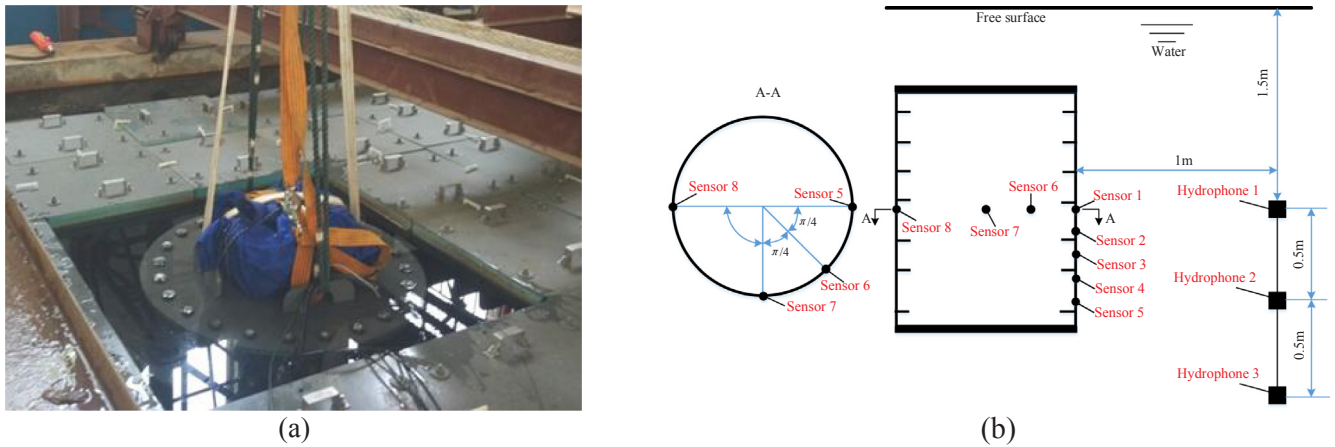 Free surface
Water
1.5m
A-A
1m
Sensor 8
Sensor 5
π/4
π/4
Sensor 6
Sensor 7
A
Sensor 8
Sensor 7
Sensor 6
Sensor 1
A
Sensor 2
Sensor 3
Sensor 4
Sensor 5
Hydrophone 1
0.5m
Hydrophone 2
0.5m
Hydrophone 3
(a)
(b)